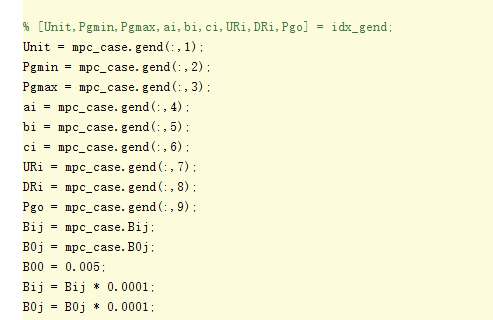 % [Unit,Pgmin,Pgmax,ai,bi,ci,URi,DRi,Pgo] = idx_gend;
Unit = mpc_case.gend(:,1);
Pgmin = mpc_case.gend(:,2);
Pgmax = mpc_case.gend(:,3);
ai = mpc_case.gend(:,4);
bi = mpc_case.gend(:,5);
ci = mpc_case.gend(:,6);
URi = mpc_case.gend(:,7);
DRi = mpc_case.gend(:,8);
Pgo = mpc_case.gend(:,9);
Bij = mpc_case.Bij;
B0j = mpc_case.B0j;
B00 = 0.005;
Bij = Bij * 0.0001;
B0j = B0j * 0.0001;